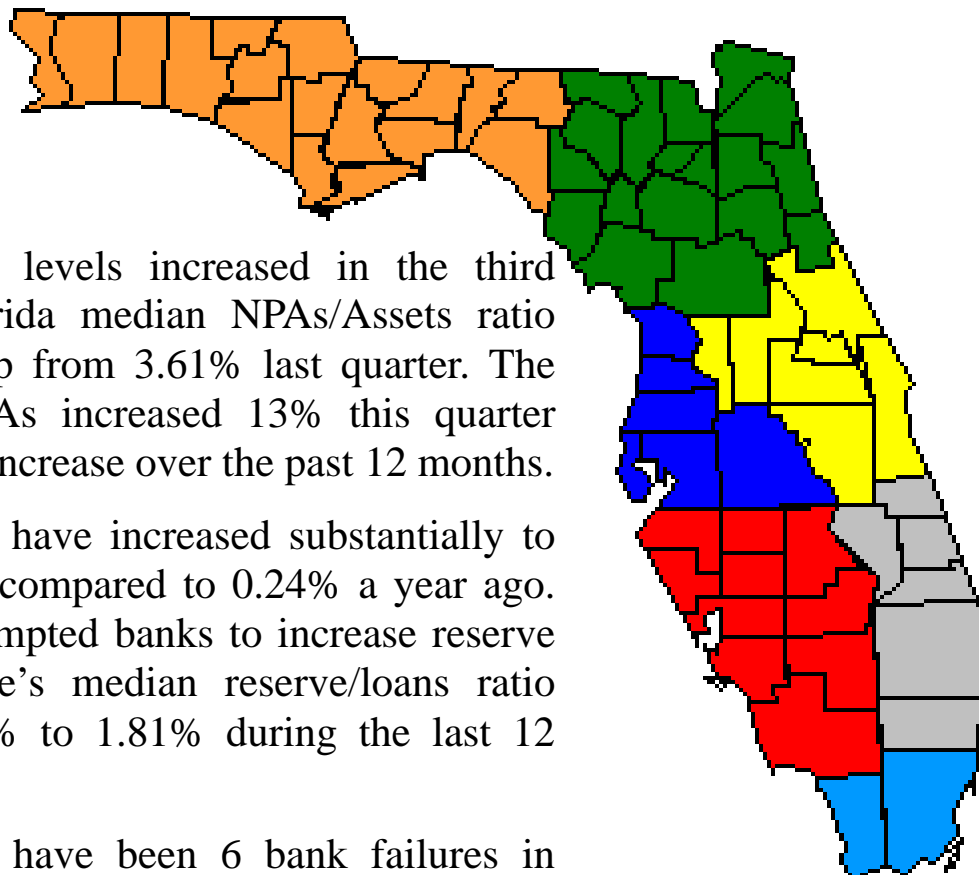 levels increased in the third
rida median NPAs/Assets ratio
p from 3.61% last quarter. The
As increased 13% this quarter
increase over the past 12 months.
have increased substantially to
compared to 0.24% a year ago.
mpted banks to increase reserve
e's median reserve/loans ratio
% to 1.81% during the last 12
have been 6 bank failures in